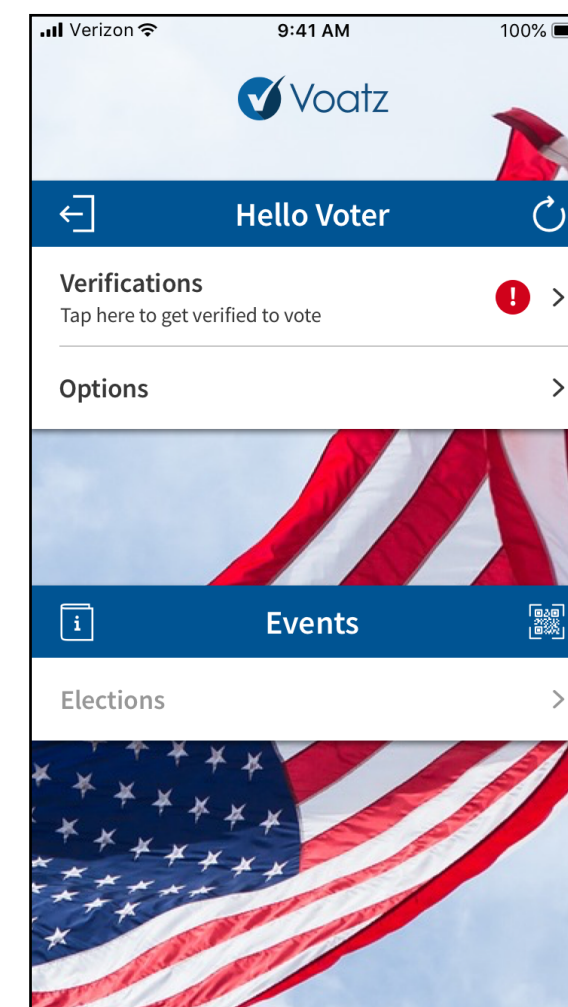 Verizon 9:41 AM 100%
Voatz
Hello Voter
Verifications
!
Tap here to get verified to vote
Options
i Events
Elections